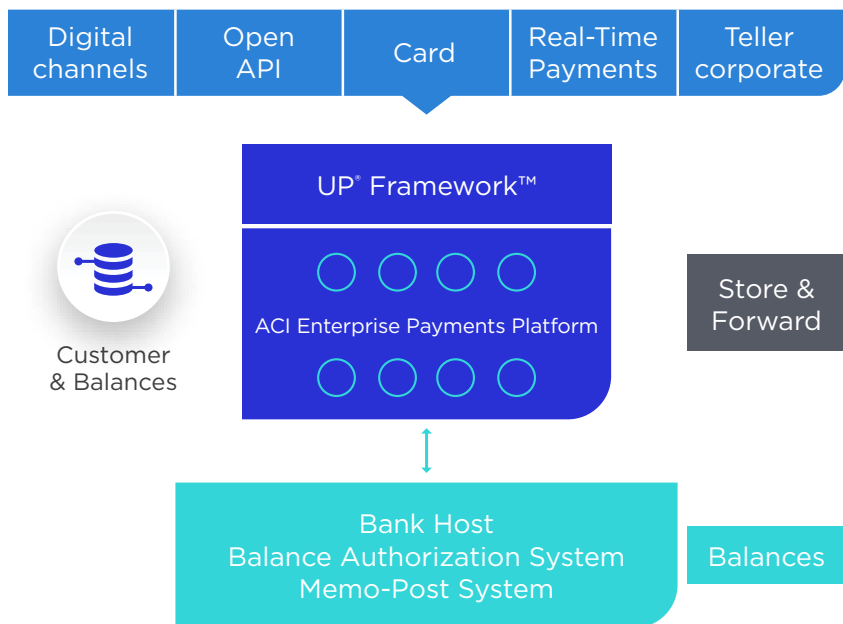 Digital
channels
Open
API
Card
Real-Time
Payments
Teller
corporate
UP® Framework™
ACI Enterprise Payments Platform
Customer
& Balances
Store &
Forward
Bank Host
Balance Authorization System
Memo-Post System
Balances